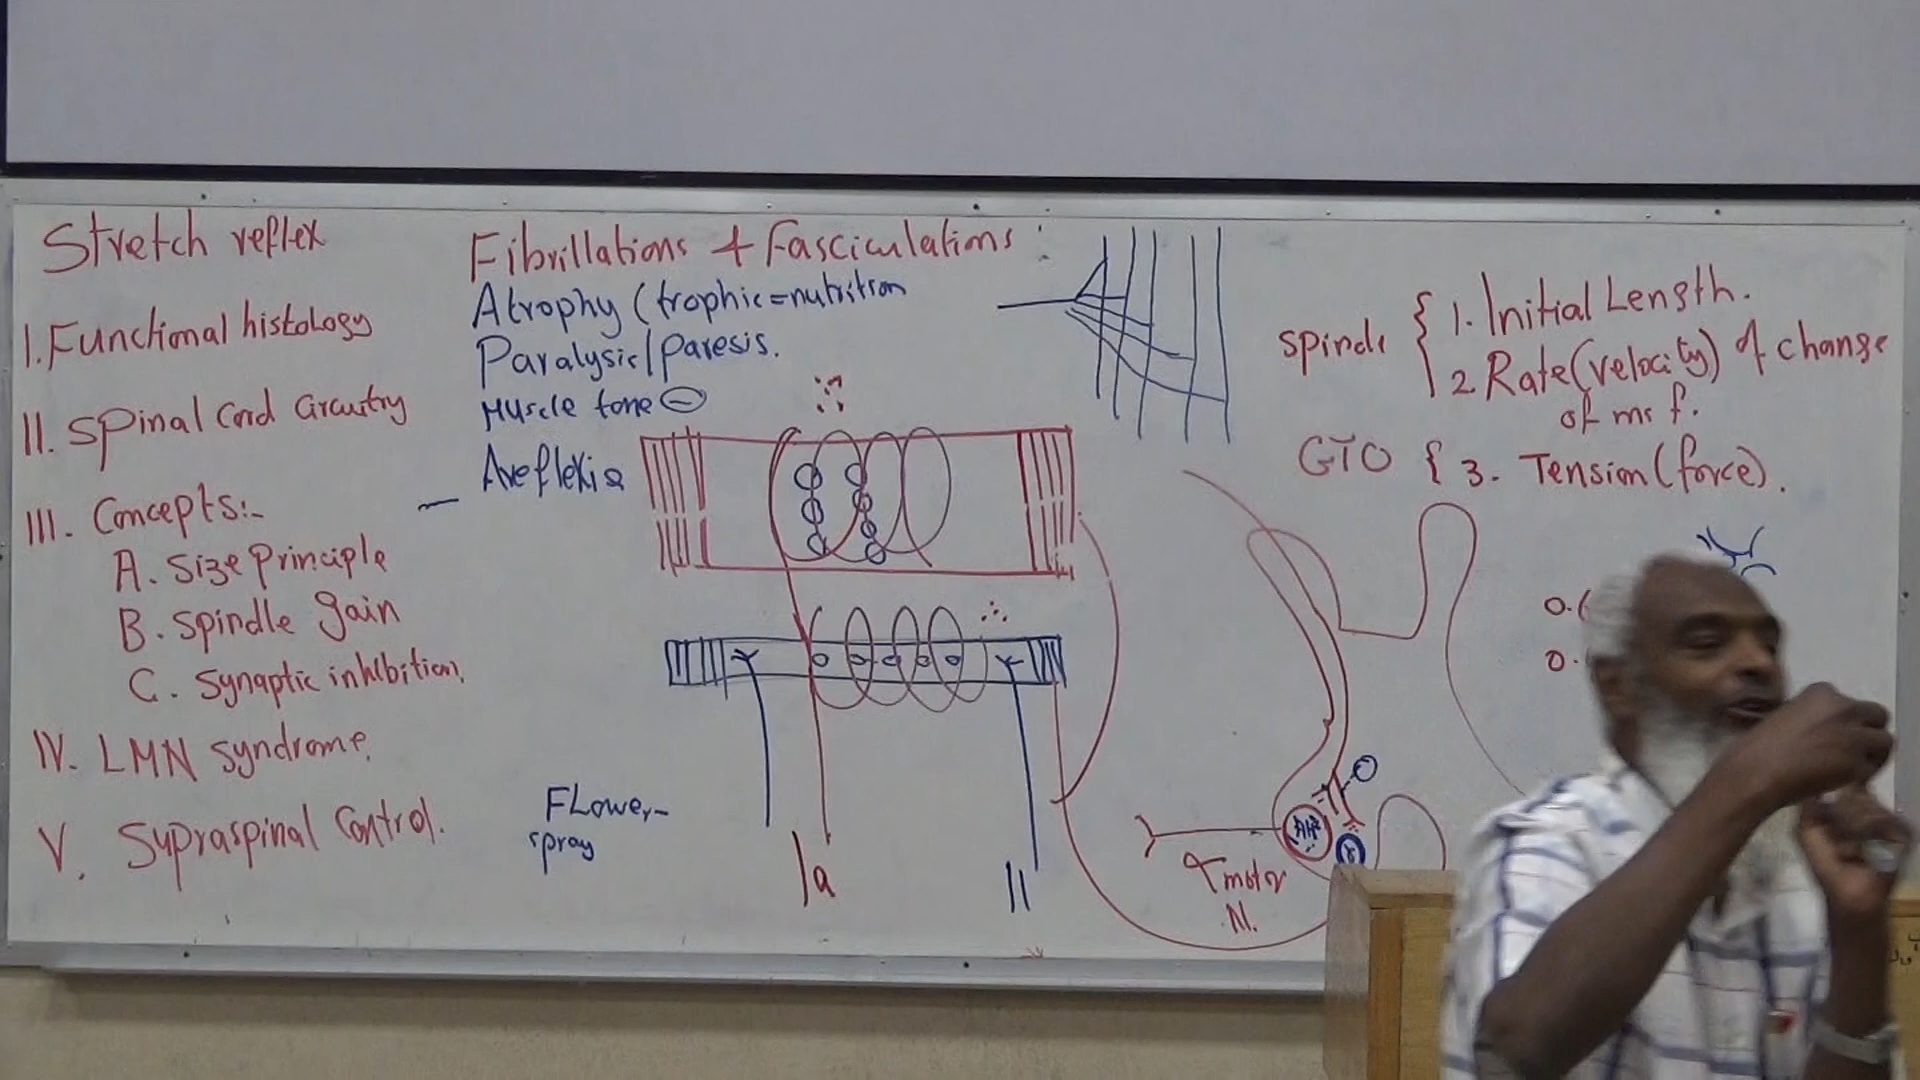 Stretch reflex
I. Functional histology
II. Spinal Cord Circuitry
III. Concepts:-
A. Size principle
B. Spindle gain
C. Synaptic inhibition.
IV. LMN syndrome.
V. Supraspinal Control.
Fibrillations + Fasciculations :
Atrophy (trophic=nutrition
Paralysis/paresis.
Muscle tone ⊖
Areflexia
Flower-
spray
Ia
II
Spindle { 1. Initial Length.
2. Rate (velocity) of change
of ms f.
GTO { 3. Tension (force).
α motor
N.